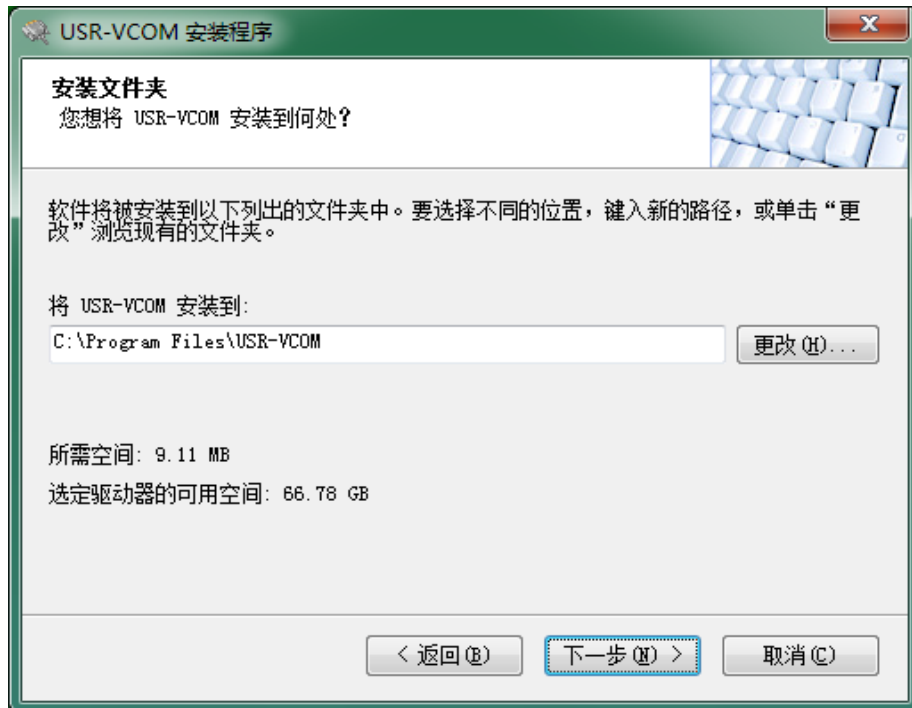 USR-VCOM 安装程序
安装文件夹
您想将 USR-VCOM 安装到何处?
软件将被安装到以下列出的文件夹中。要选择不同的位置，键入新的路径，或单击“更
改”浏览现有的文件夹。
将 USR-VCOM 安装到:
C:\Program Files\USR-VCOM
更改(H)...
所需空间: 9.11 MB
选定驱动器的可用空间: 66.78 GB
< 返回(B)
下一步(N) >
取消(C)